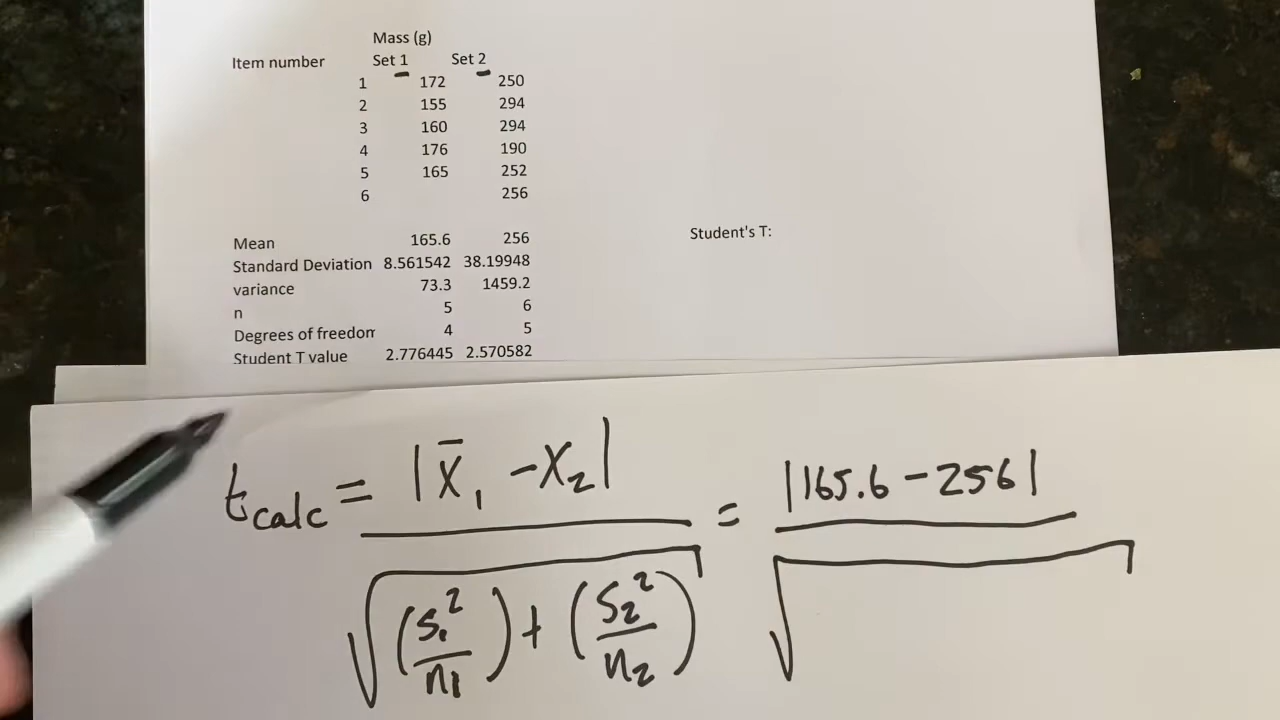 Mass (g)
Item number Set 1 Set 2
1 172 250
2 155 294
3 160 294
4 176 190
5 165 252
6 256
Mean 165.6 256
Student's T:
Standard Deviation 8.561542 38.19948
variance 73.3 1459.2
n 5 6
Degrees of freedom 4 5
Student T value 2.776445 2.570582
t calc = |x̄₁ - x₂| / √((s₁²/n₁) + (s₂²/n₂)) = |165.6 - 256| / √